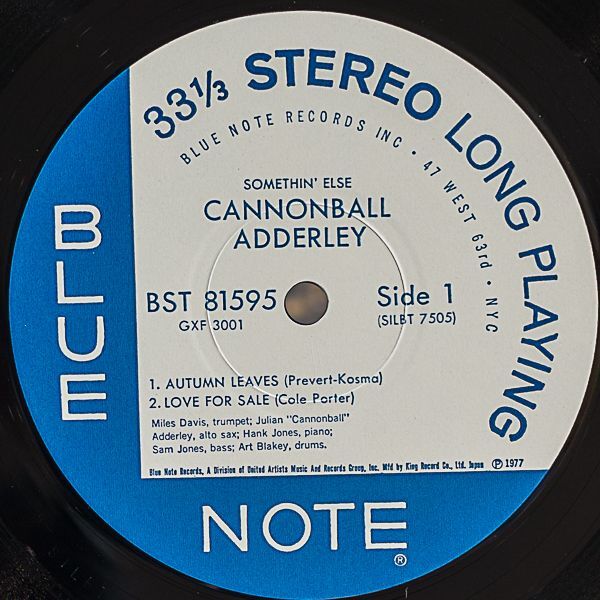 33⅓ STEREO LONG PLAYING
BLUE NOTE RECORDS INC • 47 WEST 63rd • NYC
SOMETHIN' ELSE
CANNONBALL
ADDERLEY
BST 81595
GXF 3001
Side 1
(SILBT 7505)
1. AUTUMN LEAVES (Prevert-Kosma)
2. LOVE FOR SALE (Cole Porter)
Miles Davis, trumpet; Julian "Cannonball"
Adderley, alto sax; Hank Jones, piano;
Sam Jones, bass; Art Blakey, drums.
Blue Note Records, A Division of United Artists Music And Records Group, Inc. Mfd by King Record Co., Ltd. Japan ℗ 1977
BLUE
NOTE®